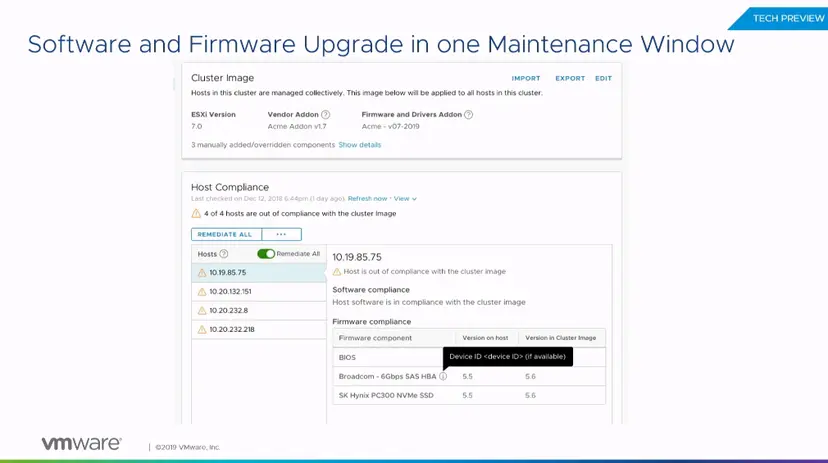 TECH PREVIEW
Software and Firmware Upgrade in one Maintenance Window
Cluster Image
IMPORT EXPORT EDIT
Hosts in this cluster are managed collectively. This image below will be applied to all hosts in this cluster.
ESXi Version Vendor Addon Firmware and Drivers Addon
7.0 Acme Addon v1.7 Acme - v07-2019
3 manually added/overridden components Show details
Host Compliance
Last checked on Dec 12, 2018 6:44pm (1 day ago). Refresh now · View
4 of 4 hosts are out of compliance with the cluster image
REMEDIATE ALL ···
Hosts Remediate All
10.19.85.75
10.20.132.151
10.20.232.8
10.20.232.218
10.19.85.75
Host is out of compliance with the cluster image
Software compliance
Host software is in compliance with the cluster image
Firmware compliance
Firmware component Version on host Version in Cluster Image
BIOS
Device ID <device ID> (if available)
Broadcom - 6Gbps SAS HBA 5.5 5.6
SK Hynix PC300 NVMe SSD 5.5 5.6
vmware® | ©2019 VMware, Inc.